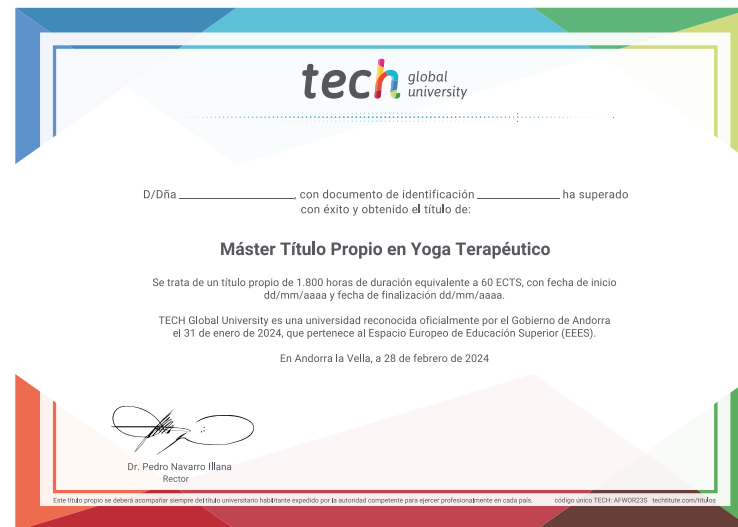 tech global university
D/Dña ____________________, con documento de identificación ______________ ha superado
con éxito y obtenido el título de:
Máster Título Propio en Yoga Terapéutico
Se trata de un título propio de 1.800 horas de duración equivalente a 60 ECTS, con fecha de inicio
dd/mm/aaaa y fecha de finalización dd/mm/aaaa.
TECH Global University es una universidad reconocida oficialmente por el Gobierno de Andorra
el 31 de enero de 2024, que pertenece al Espacio Europeo de Educación Superior (EEES).
En Andorra la Vella, a 28 de febrero de 2024
Dr. Pedro Navarro Illana
Rector
Este título propio se deberá acompañar siempre del título universitario habilitante expedido por la autoridad competente para ejercer profesionalmente en cada país. código único TECH: AFWOR23S techtitute.com/titulos